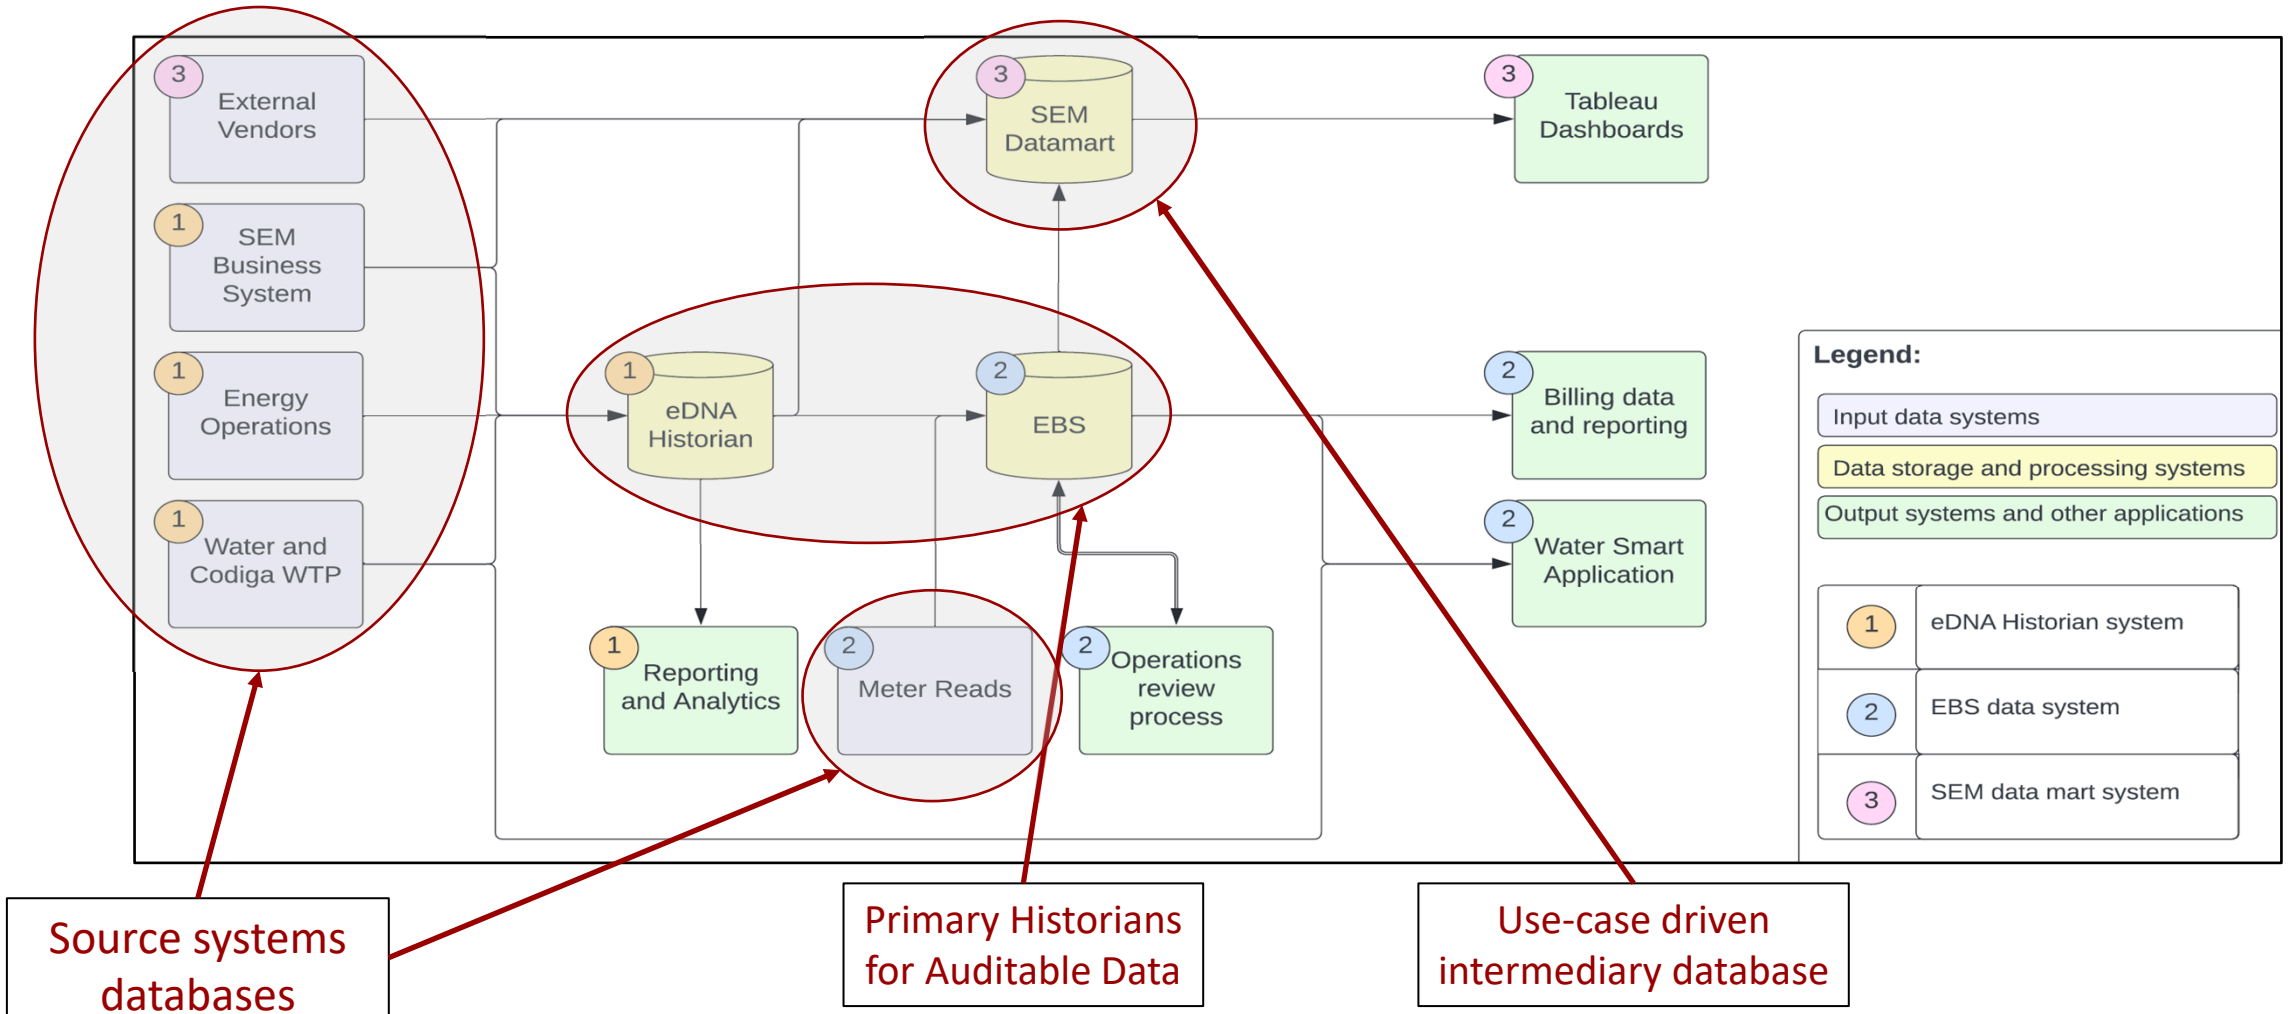 3
External
Vendors
1
SEM
Business
System
1
Energy
Operations
1
Water and
Codiga WTP
3
SEM
Datamart
3
Tableau
Dashboards
1
eDNA
Historian
2
EBS
2
Billing data
and reporting
2
Water Smart
Application
1
Reporting
and Analytics
2
Meter Reads
2
Operations
review
process
Legend:
Input data systems
Data storage and processing systems
Output systems and other applications
1
eDNA Historian system
2
EBS data system
3
SEM data mart system
Source systems
databases
Primary Historians
for Auditable Data
Use-case driven
intermediary database